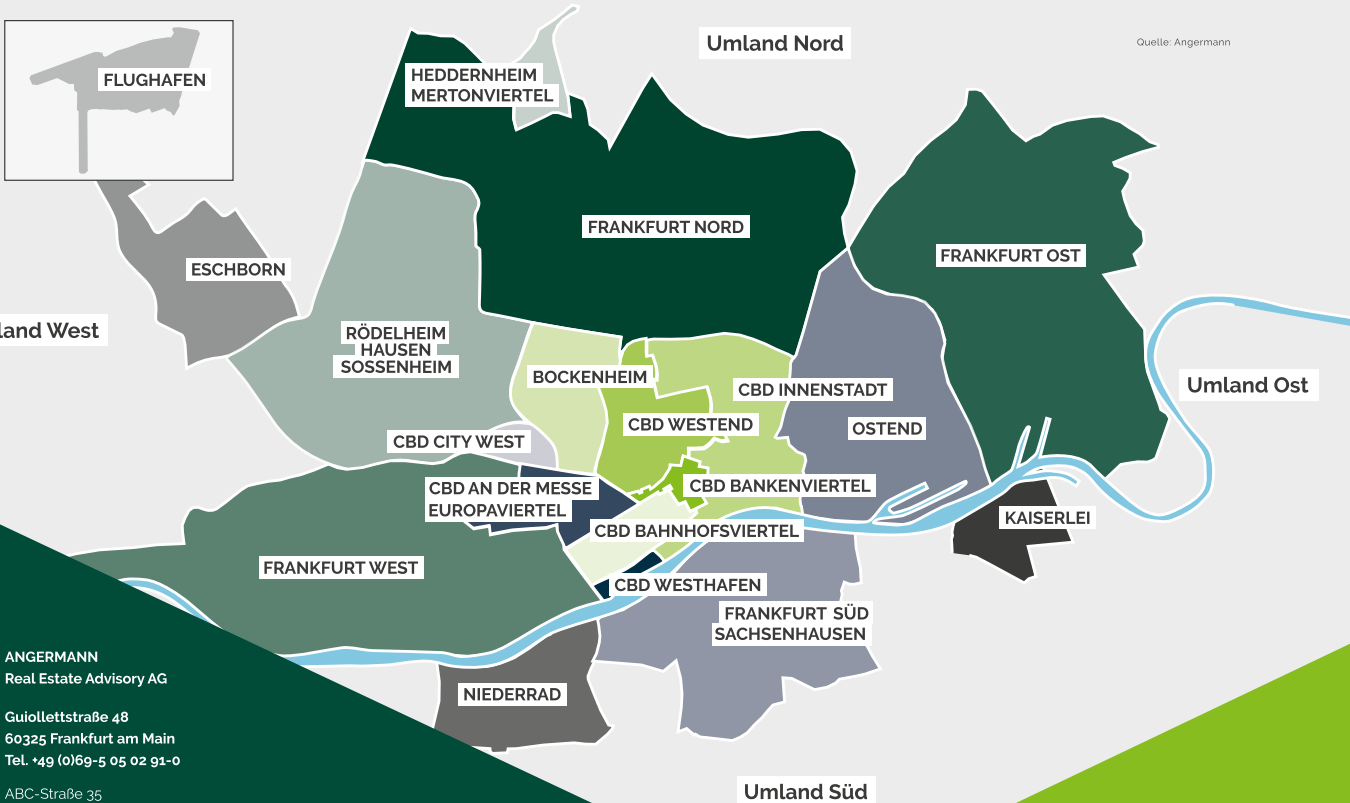 Umland Nord
Quelle: Angermann
FLUGHAFEN
HEDDERNHEIM
MERTONVIERTEL
FRANKFURT NORD
FRANKFURT OST
ESCHBORN
land West
RÖDELHEIM
HAUSEN
SOSSENHEIM
BOCKENHEIM
CBD INNENSTADT
Umland Ost
CBD WESTEND
OSTEND
CBD CITY WEST
CBD AN DER MESSE
EUROPAVIERTEL
CBD BANKENVIERTEL
CBD BAHNHOFSVIERTEL
KAISERLEI
FRANKFURT WEST
CBD WESTHAFEN
FRANKFURT SÜD
SACHSENHAUSEN
NIEDERRAD
ANGERMANN
Real Estate Advisory AG
Guiollettstraße 48
60325 Frankfurt am Main
Tel. +49 (0)69-5 05 02 91-0
ABC-Straße 35
Umland Süd